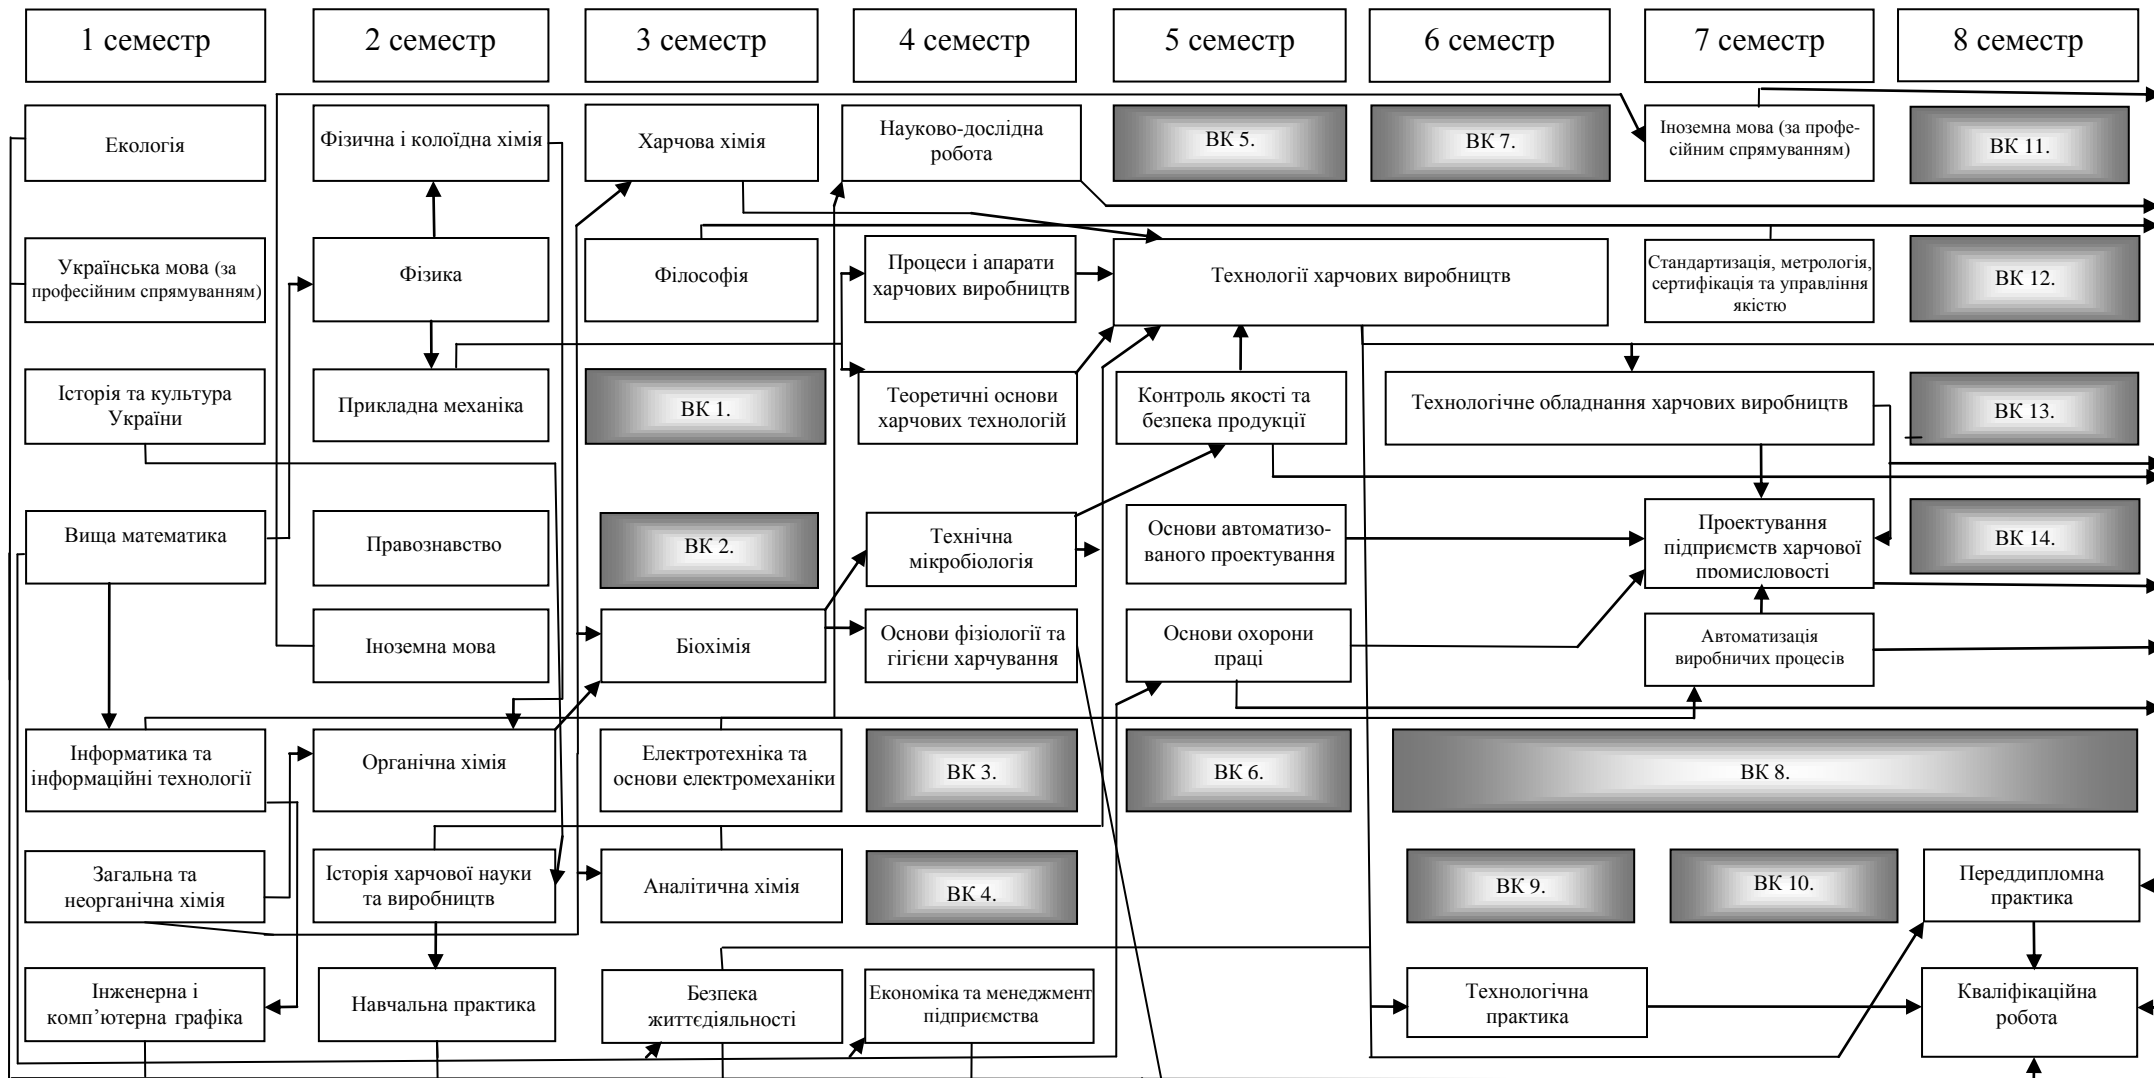 1 семестр
2 семестр
3 семестр
4 семестр
5 семестр
6 семестр
7 семестр
8 семестр
Екологія
Фізична і колоїдна хімія
Харчова хімія
Науково-дослідна
робота
ВК 5.
ВК 7.
Іноземна мова (за профе-
сійним спрямуванням)
ВК 11.
Українська мова (за
професійним спрямуванням)
Фізика
Філософія
Процеси і апарати
харчових виробництв
Технології харчових виробництв
Стандартизація, метрологія,
сертифікація та управління
якістю
ВК 12.
Історія та культура
України
Прикладна механіка
ВК 1.
Теоретичні основи
харчових технологій
Контроль якості та
безпека продукції
Технологічне обладнання харчових виробництв
ВК 13.
Вища математика
Правознавство
ВК 2.
Технічна
мікробіологія
Основи автоматизо-
ваного проектування
Проектування
підприємств харчової
промисловості
ВК 14.
Іноземна мова
Біохімія
Основи фізіології та
гігієни харчування
Основи охорони
праці
Автоматизація
виробничих процесів
Інформатика та
інформаційні технології
Органічна хімія
Електротехніка та
основи електромеханіки
ВК 3.
ВК 6.
ВК 8.
Загальна та
неорганічна хімія
Історія харчової науки
та виробництв
Аналітична хімія
ВК 4.
ВК 9.
ВК 10.
Переддипломна
практика
Інженерна і
комп’ютерна графіка
Навчальна практика
Безпека
життєдіяльності
Економіка та менеджмент
підприємства
Технологічна
практика
Кваліфікаційна
робота